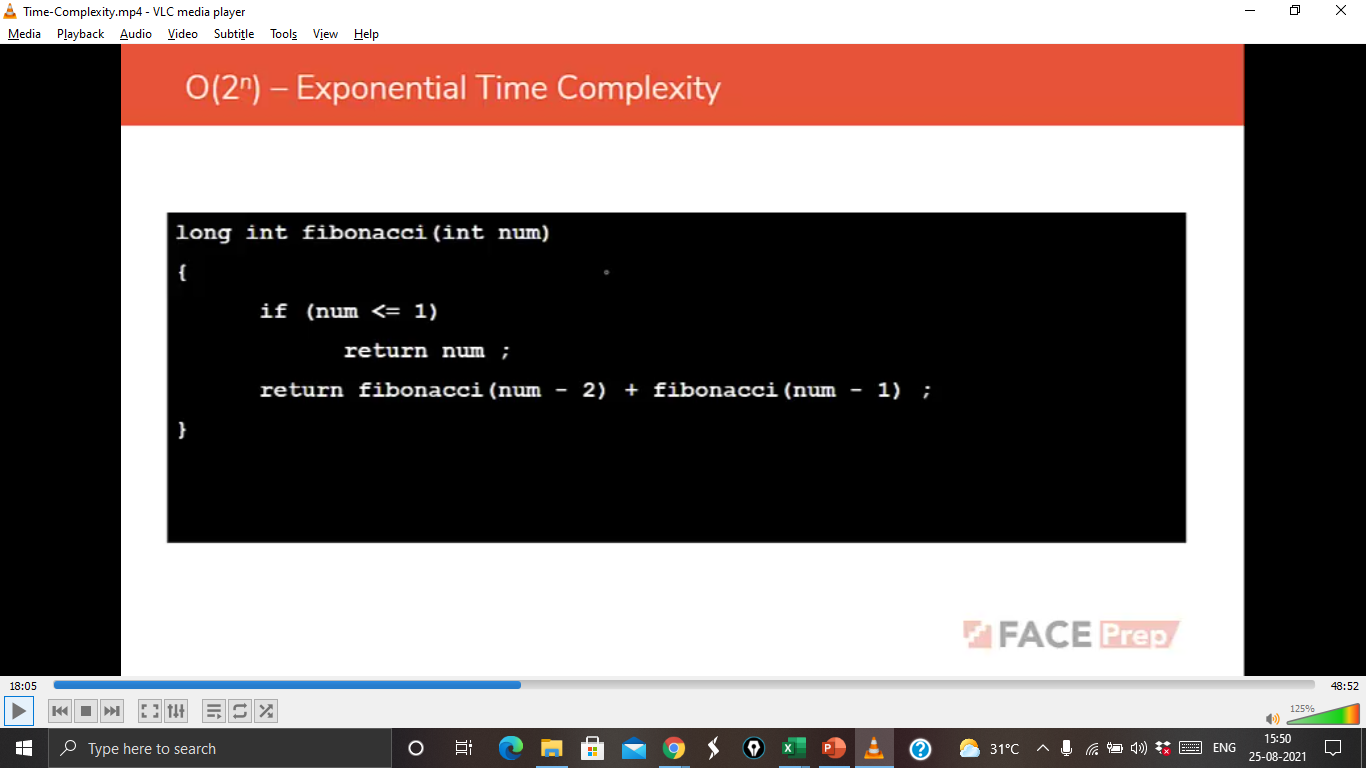 Time-Complexity.mp4 - VLC media player
Media Playback Audio Video Subtitle Tools View Help
O(2ⁿ) – Exponential Time Complexity
long int fibonacci(int num)
{
if (num <= 1)
return num ;
return fibonacci(num - 2) + fibonacci(num - 1) ;
}
FACE Prep
18:05
48:52
125%
Type here to search
31°C
ENG
15:50
25-08-2021